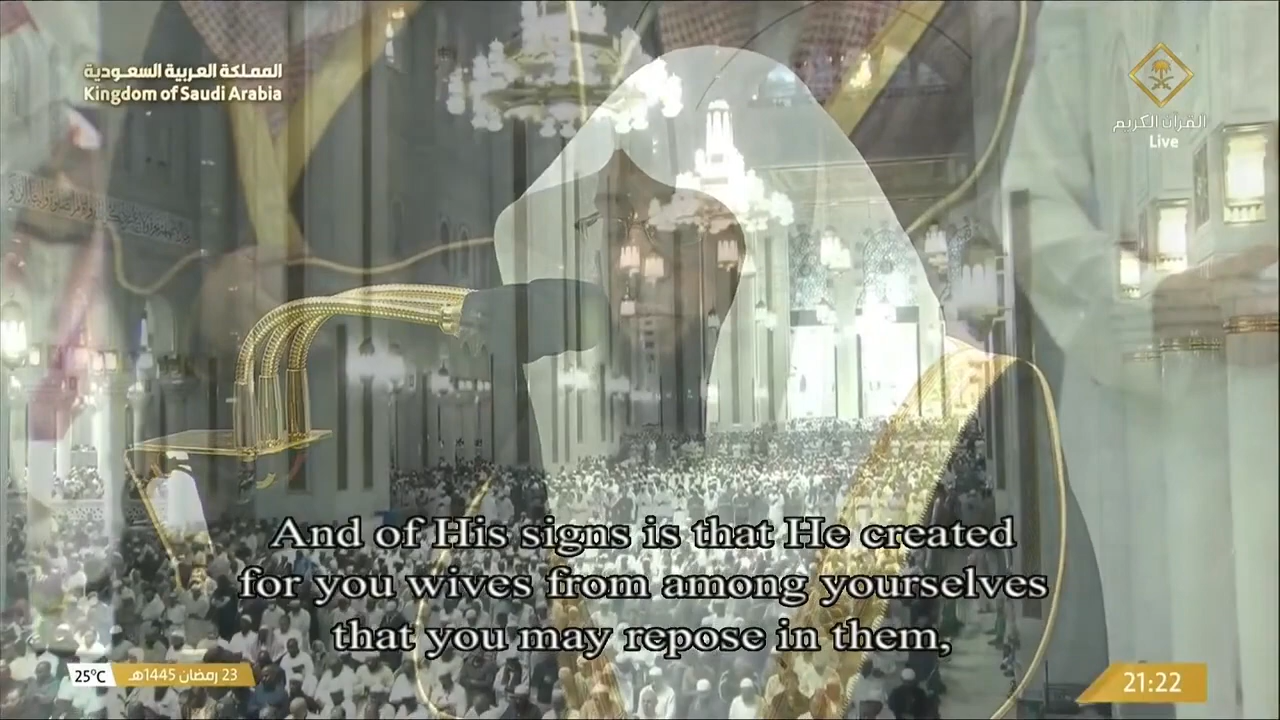 المملكة العربية السعودية
Kingdom of Saudi Arabia
القرآن الكريم
Live
And of His signs is that He created
for you wives from among yourselves
that you may repose in them,
25°C
23 رمضان 1445هـ
21:22